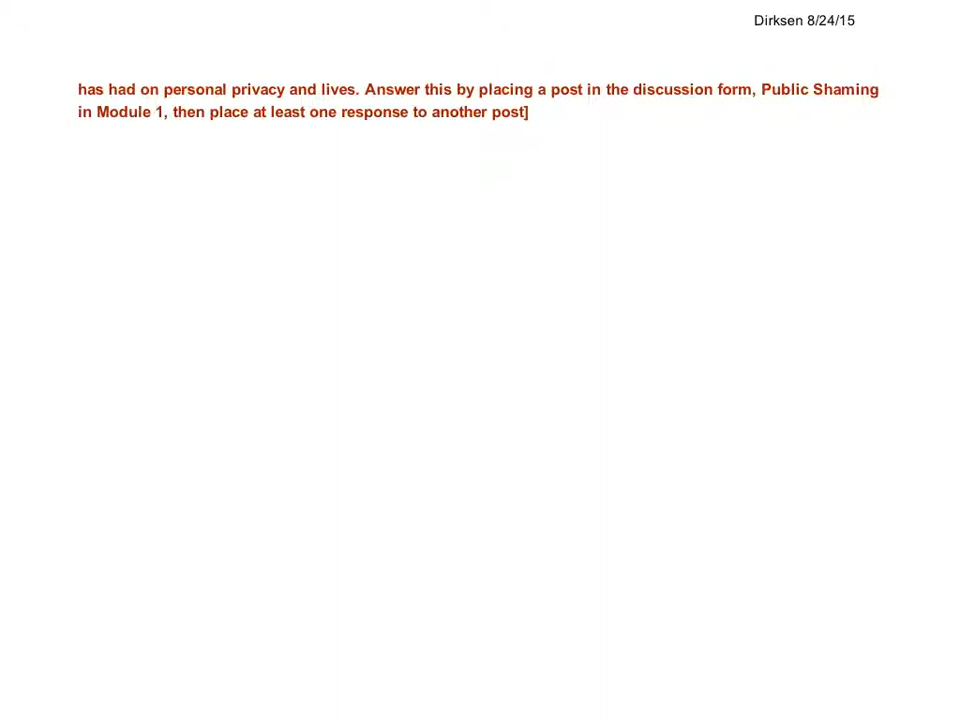 Dirksen 8/24/15
has had on personal privacy and lives. Answer this by placing a post in the discussion form, Public Shaming
in Module 1, then place at least one response to another post]